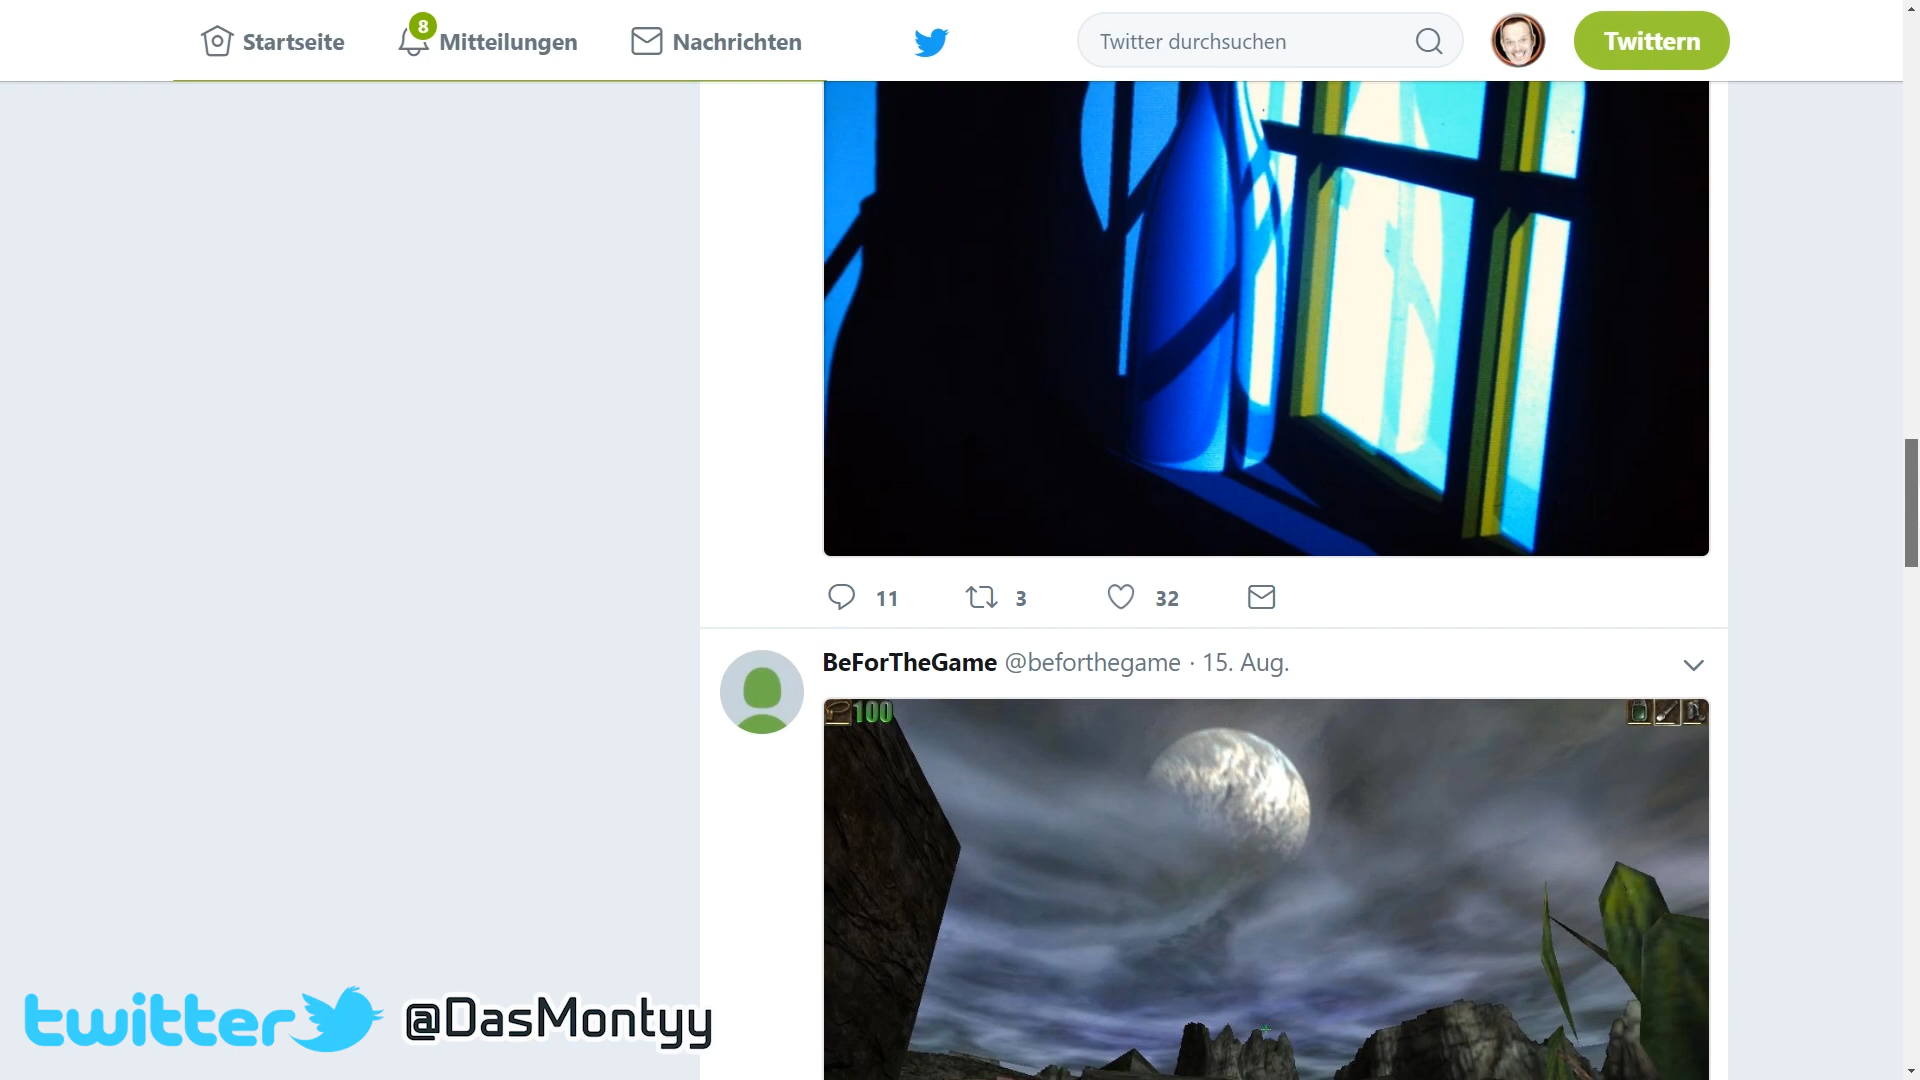 Startseite
8
Mitteilungen
Nachrichten
Twitter durchsuchen
Twittern
11
3
32
BeForTheGame @beforthegame · 15. Aug.
100
twitter @DasMontyy